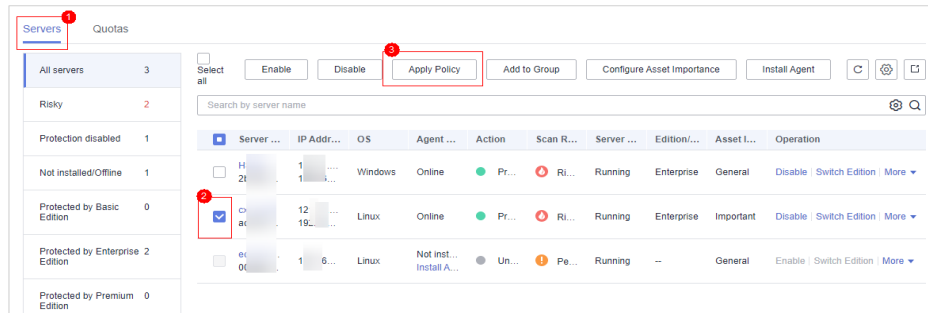 1
Servers Quotas
3
All servers 3
Select all
Enable Disable Apply Policy Add to Group Configure Asset Importance Install Agent
Risky 2
Search by server name
Protection disabled 1
Server ... IP Addr... OS Agent ... Action Scan R... Server ... Edition/... Asset I... Operation
Not installed/Offline 1
Windows Online Pr... Ri... Running Enterprise General Disable Switch Edition More
2
Protected by Basic Edition 0
Linux Online Pr... Ri... Running Enterprise Important Disable Switch Edition More
Protected by Enterprise Edition 2
Linux Not inst... Install A... Un... Pe... Running -- General Enable Switch Edition More
Protected by Premium Edition 0